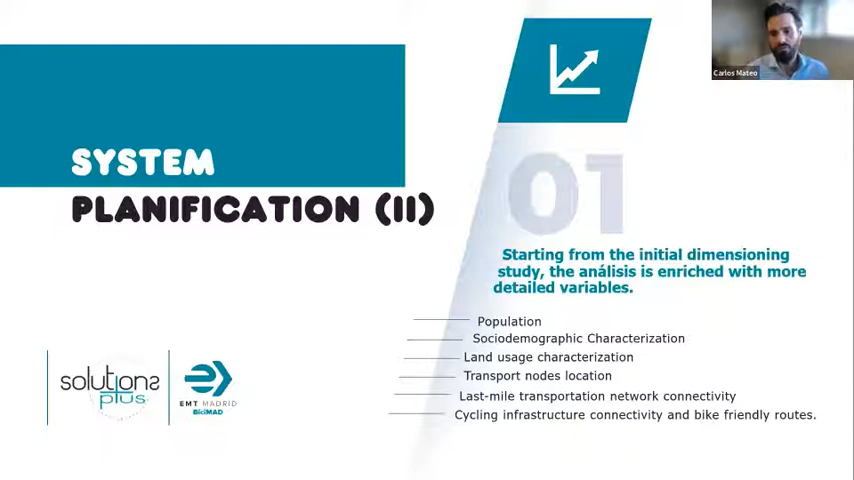 Carlos Mateo
SYSTEM
PLANIFICATION (II)
01
Starting from the initial dimensioning
study, the análisis is enriched with more
detailed variables.
Population
Sociodemographic Characterization
Land usage characterization
Transport nodes location
Last-mile transportation network connectivity
Cycling infrastructure connectivity and bike friendly routes.
solutions
plus
EMT MADRID
BiciMAD